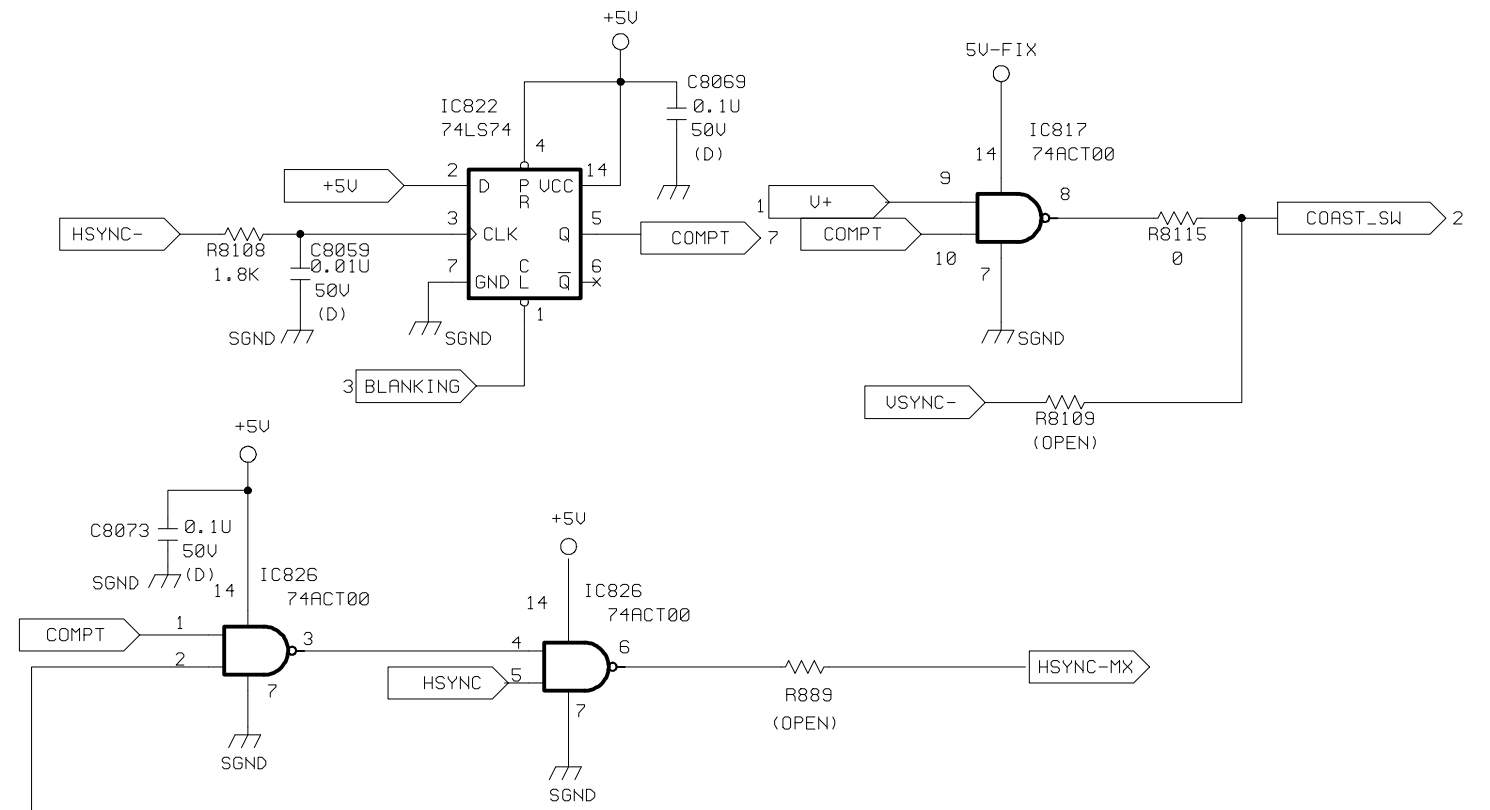 +5V
C8069
0.1U
50V
(D)
IC822
74LS74
4
2
14
+5V
D
P
R
VCC
3
5
HSYNC-
R8108
1.8K
C8059
0.01U
50V
(D)
SGND
CLK
Q
COMPT
1
7
7
C
L
GND
Q
6
×
1
SGND
3
BLANKING
5V-FIX
IC817
74ACT00
14
9
8
V+
COMPT
10
7
SGND
R8115
0
COAST_SW
2
VSYNC-
R8109
(OPEN)
+5V
C8073
0.1U
50V
(D)
SGND
14
IC826
74ACT00
COMPT
1
2
3
7
SGND
+5V
IC826
74ACT00
14
4
5
6
HSYNC
7
SGND
R889
(OPEN)
HSYNC-MX